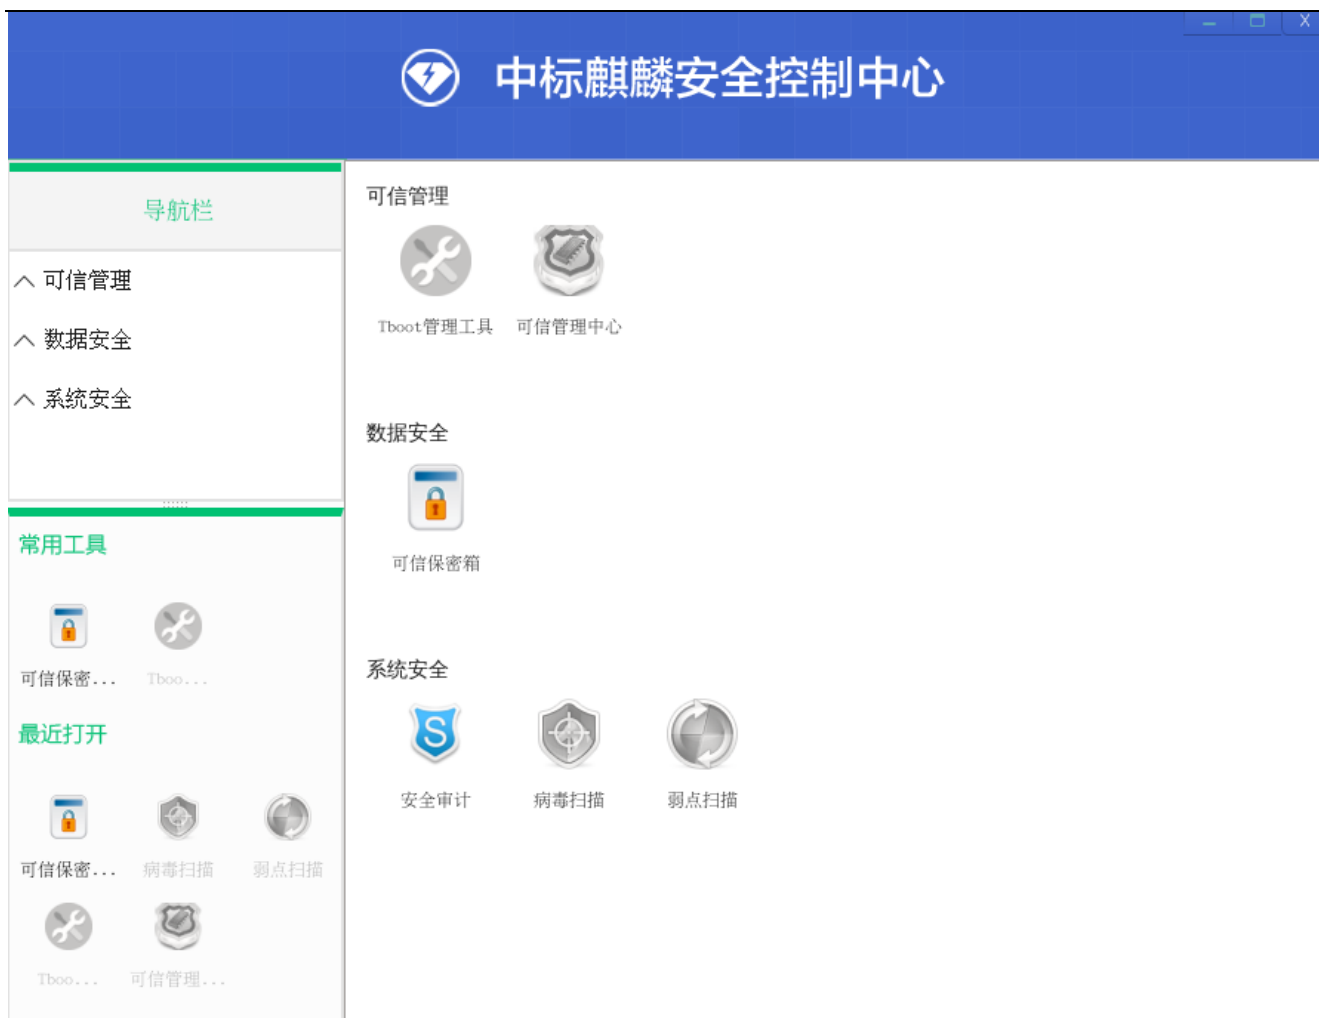 中标麒麟安全控制中心
导航栏
可信管理
数据安全
系统安全
常用工具
可信保密...
Tboo...
最近打开
可信保密...
病毒扫描
弱点扫描
Tboo...
可信管理...
可信管理
Tboot管理工具
可信管理中心
数据安全
可信保密箱
系统安全
S
安全审计
病毒扫描
弱点扫描